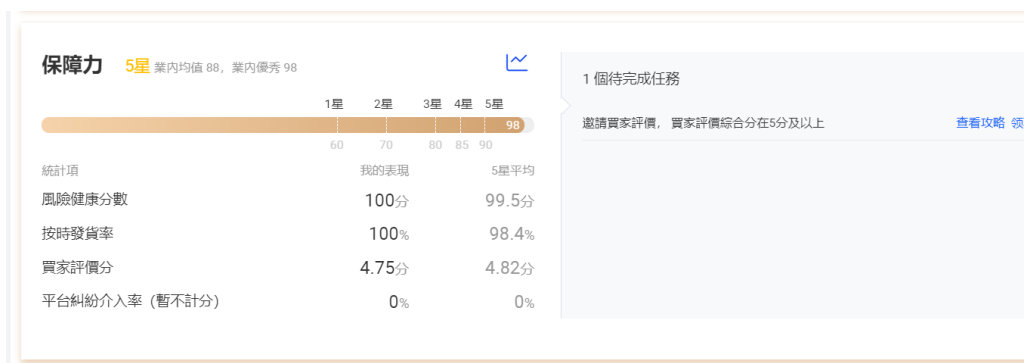 保障力 5星 業内均值 88，業内優秀 98
1星 2星 3星 4星 5星
98
60 70 80 85 90
統計項 我的表現 5星平均
風險健康分數 100分 99.5分
按時發貨率 100% 98.4%
買家評價分 4.75分 4.82分
平台糾紛介入率（暫不計分） 0% 0%
1 個待完成任務
邀請買家評價， 買家評價綜合分在5分及以上 查看攻略 领